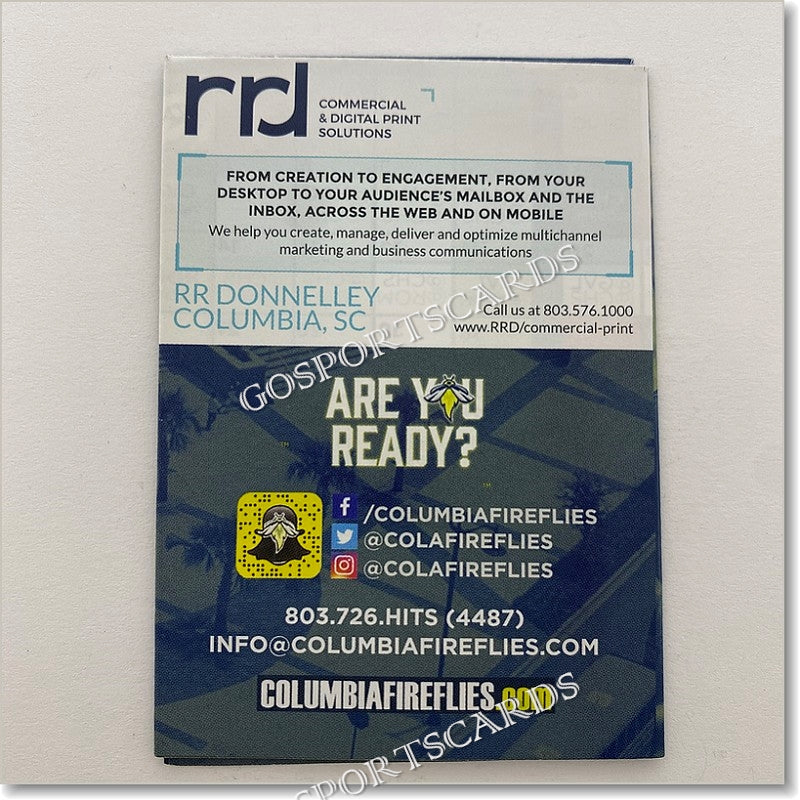 rrd
COMMERCIAL
& DIGITAL PRINT
SOLUTIONS
FROM CREATION TO ENGAGEMENT, FROM YOUR
DESKTOP TO YOUR AUDIENCE'S MAILBOX AND THE
INBOX, ACROSS THE WEB AND ON MOBILE
We help you create, manage, deliver and optimize multichannel
marketing and business communications
RR DONNELLEY
COLUMBIA, SC
Call us at 803.576.1000
www.RRD/commercial-print
GOSPORTSCARDS
ARE YOU
READY?
/COLUMBIAFIREFLIES
@COLAFIREFLIES
@COLAFIREFLIES
803.726.HITS (4487)
INFO@COLUMBIAFIREFLIES.COM
COLUMBIAFIREFLIES.com
GOSPORTSCARDS